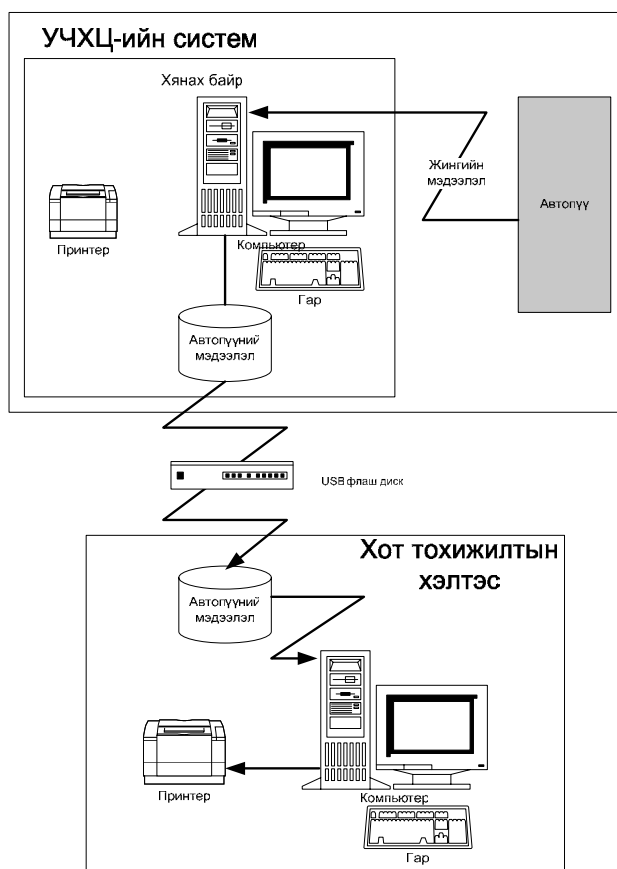 УЧХЦ-ийн систем
Хянах байр
Жингийн
мэдээлэл
Автопүү
Принтер
Компьютер
Гар
Автопүүний
мэдээлэл
USB флаш диск
Хот тохижилтын
хэлтэс
Автопүүний
мэдээлэл
Принтер
Компьютер
Гар